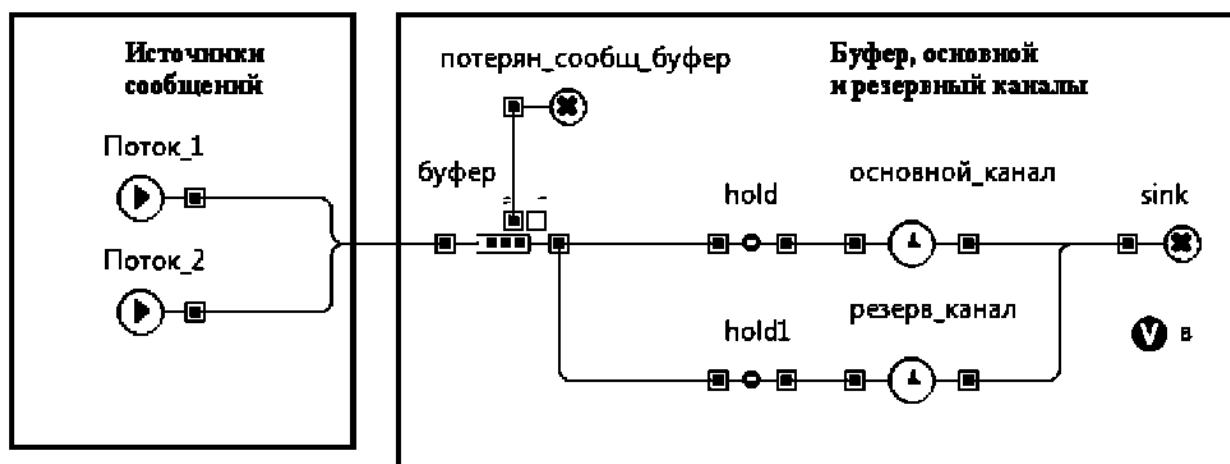 Источники
сообщений
Поток_1
Поток_2
потерян_сообщ_буфер
Буфер, основной
и резервный каналы
буфер
hold
основной_канал
sink
hold1
резерв_канал
V в